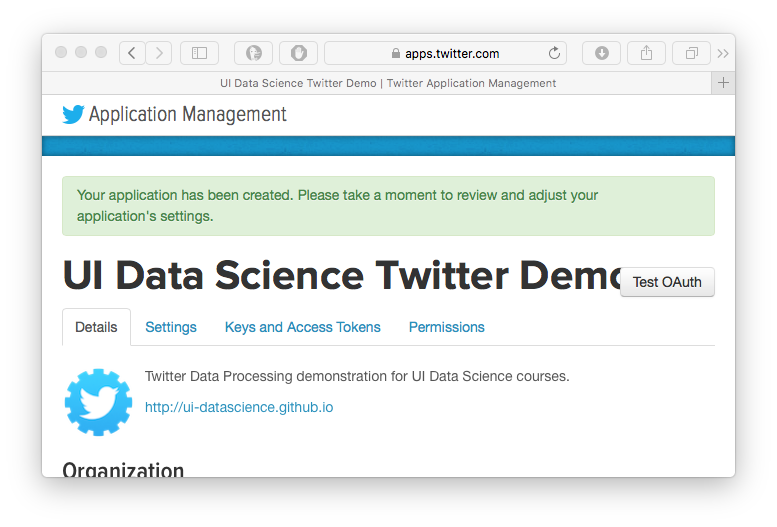 apps.twitter.com
UI Data Science Twitter Demo | Twitter Application Management
Application Management
Your application has been created. Please take a moment to review and adjust your
application's settings.
UI Data Science Twitter Demo
Test OAuth
Details Settings Keys and Access Tokens Permissions
Twitter Data Processing demonstration for UI Data Science courses.
http://ui-datascience.github.io
Organization